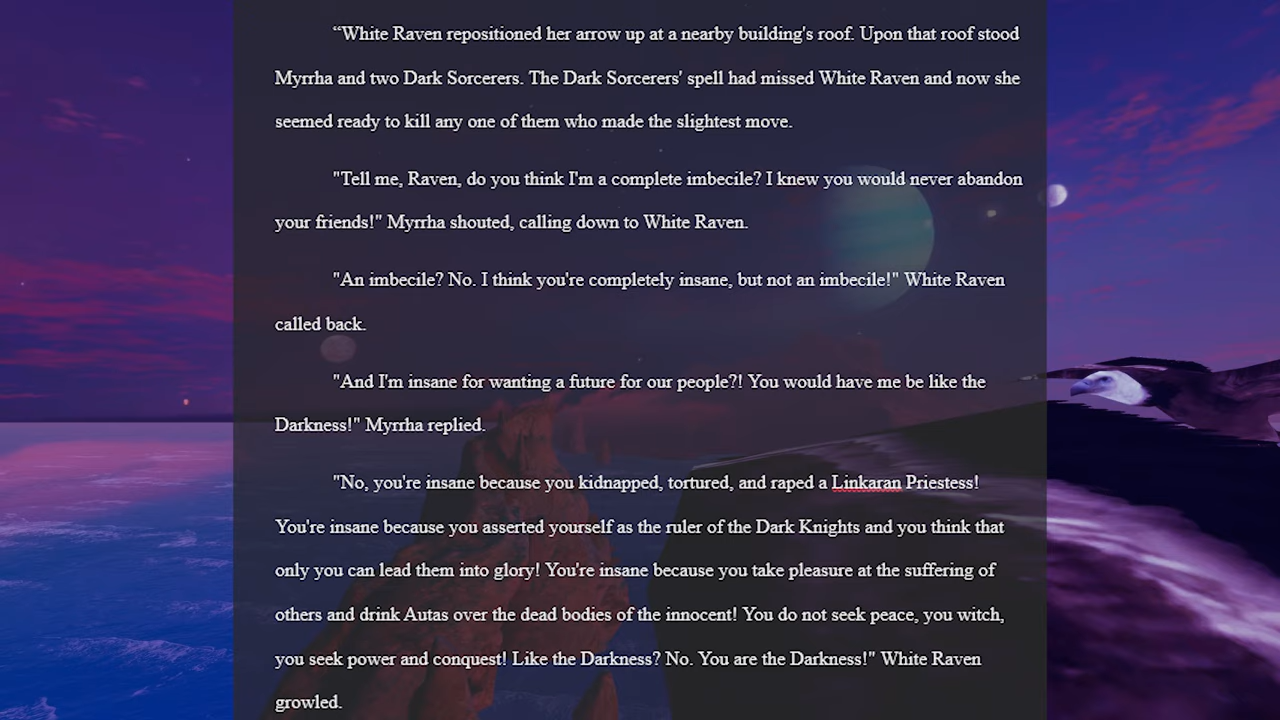 “White Raven repositioned her arrow up at a nearby building's roof. Upon that roof stood
Myrrha and two Dark Sorcerers. The Dark Sorcerers' spell had missed White Raven and now she
seemed ready to kill any one of them who made the slightest move.
"Tell me, Raven, do you think I'm a complete imbecile? I knew you would never abandon
your friends!" Myrrha shouted, calling down to White Raven.
"An imbecile? No. I think you're completely insane, but not an imbecile!" White Raven
called back.
"And I'm insane for wanting a future for our people?! You would have me be like the
Darkness!" Myrrha replied.
"No, you're insane because you kidnapped, tortured, and raped a Linkaran Priestess!
You're insane because you asserted yourself as the ruler of the Dark Knights and you think that
only you can lead them into glory! You're insane because you take pleasure at the suffering of
others and drink Autas over the dead bodies of the innocent! You do not seek peace, you witch,
you seek power and conquest! Like the Darkness? No. You are the Darkness!" White Raven
growled.